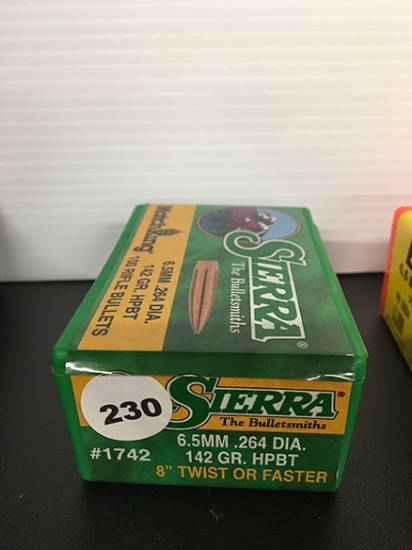 SIERRA®
The Bulletsmiths
MatchKing®
6.5MM .264 DIA.
142 GR. HPBT
100 RIFLE BULLETS
230
SIERRA®
The Bulletsmiths
#1742
6.5MM .264 DIA.
142 GR. HPBT
8" TWIST OR FASTER